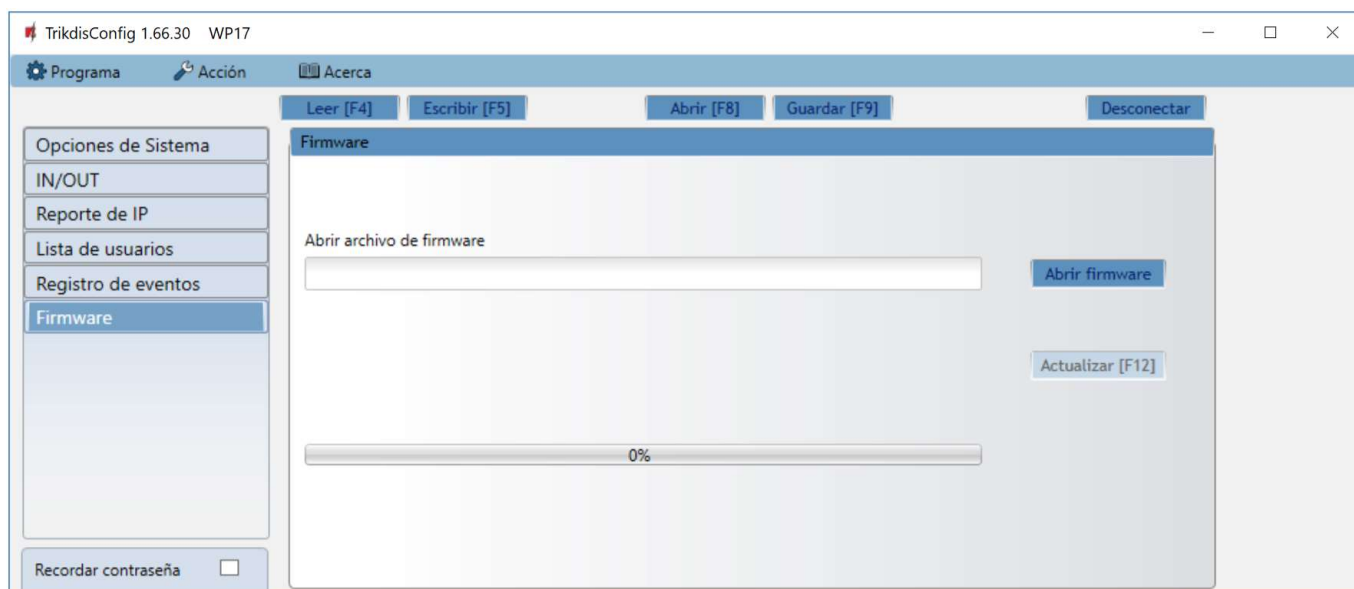 TrikdisConfig 1.66.30 WP17
Programa Acción Acerca
Leer [F4] Escribir [F5] Abrir [F8] Guardar [F9] Desconectar
Opciones de Sistema
IN/OUT
Reporte de IP
Lista de usuarios
Registro de eventos
Firmware
Firmware
Abrir archivo de firmware
Abrir firmware
Actualizar [F12]
0%
Recordar contraseña